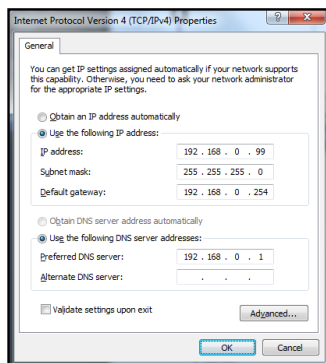 Internet Protocol Version 4 (TCP/IPv4) Properties
General
You can get IP settings assigned automatically if your network supports
this capability. Otherwise, you need to ask your network administrator
for the appropriate IP settings.
Obtain an IP address automatically
Use the following IP address:
IP address: 192 . 168 . 0 . 99
Subnet mask: 255 . 255 . 255 . 0
Default gateway: 192 . 168 . 0 . 254
Obtain DNS server address automatically
Use the following DNS server addresses:
Preferred DNS server: 192 . 168 . 0 . 1
Alternate DNS server: . . .
Validate settings upon exit
Advanced...
OK Cancel